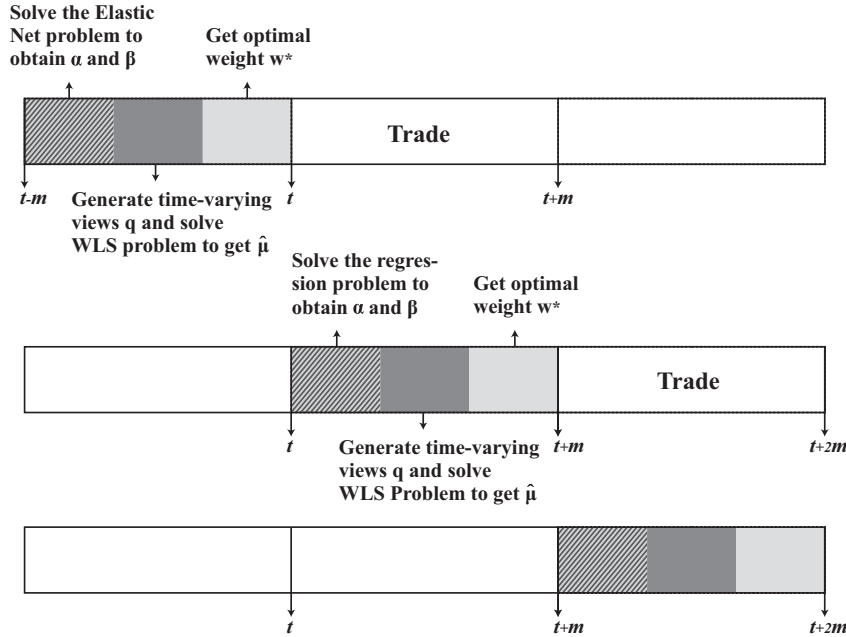 Solve the Elastic
Net problem to
obtain α and β
Get optimal
weight w*
Trade
t-m
t
t+m
Generate time-varying
views q and solve
WLS problem to get μ̂
Solve the regres-
sion problem to
obtain α and β
Get optimal
weight w*
Trade
t
t+m
t+2m
Generate time-varying
views q and solve
WLS Problem to get μ̂
t
t+m
t+2m